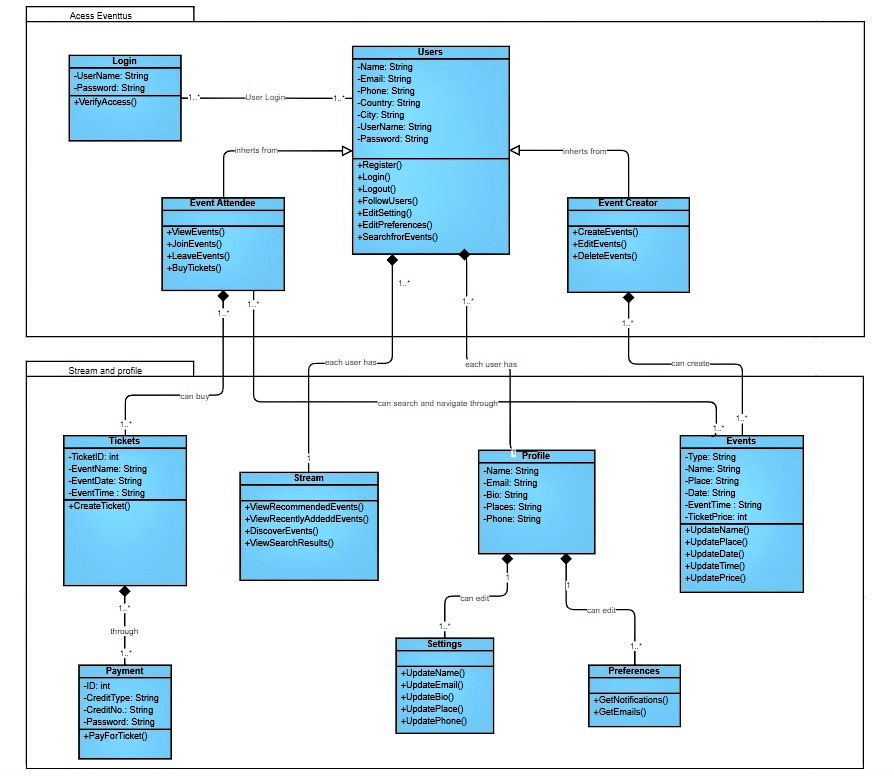 Acess Eventtus
Login
-UserName: String
-Password: String
+VerifyAccess()
1..*
User Login
1..*
Users
-Name: String
-Email: String
-Phone: String
-Country: String
-City: String
-UserName: String
-Password: String
+Register()
+Login()
+Logout()
+FollowUsers()
+EditSetting()
+EditPreferences()
+SearchfrorEvents()
inherts from
inherts from
Event Attendee
+ViewEvents()
+JoinEvents()
+LeaveEvents()
+BuyTickets()
Event Creator
+CreateEvents()
+EditEvents()
+DeleteEvents()
1..*
1..*
1..*
1..*
1..*
Stream and profile
each user has
each user has
can create
can buy
can search and navigate through
1..*
1
1..*
1..*
Tickets
-TicketID: int
-EventName: String
-EventDate: String
-EventTime : String
+CreateTicket()
Stream
+ViewRecommendedEvents()
+ViewRecentlyAddeddEvents()
+DiscoverEvents()
+ViewSearchResults()
Profile
-Name: String
-Email: String
-Bio: String
-Places: String
-Phone: String
Events
-Type: String
-Name: String
-Place: String
-Date: String
-EventTime : String
-TicketPrice: int
+UpdateName()
+UpdatePlace()
+UpdateDate()
+UpdateTime()
+UpdatePrice()
1..*
through
1..*
1
can edit
1..*
1
can edit
1..*
Payment
-ID: int
-CreditType: String
-CreditNo.: String
-Password: String
+PayForTicket()
Settings
+UpdateName()
+UpdateEmail()
+UpdateBio()
+UpdatePlace()
+UpdatePhone()
Preferences
+GetNotifications()
+GetEmails()